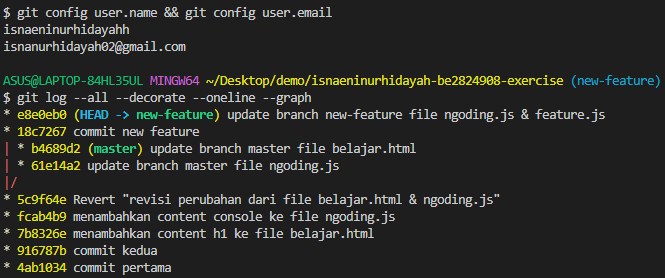 $ git config user.name && git config user.email
isnaeninurhidayahh
isnanurhidayah02@gmail.com
ASUS@LAPTOP-84HL35UL MINGW64 ~/Desktop/demo/isnaeninurhidayah-be2824908-exercise (new-feature)
$ git log --all --decorate --oneline --graph
* e8e0eb0 (HEAD -> new-feature) update branch new-feature file ngoding.js & feature.js
* 18c7267 commit new feature
| * b4689d2 (master) update branch master file belajar.html
| * 61e14a2 update branch master file ngoding.js
|/
* 5c9f64e Revert "revisi perubahan dari file belajar.html & ngoding.js"
* fcab4b9 menambahkan content console ke file ngoding.js
* 7b8326e menambahkan content h1 ke file belajar.html
* 916787b commit kedua
* 4ab1034 commit pertama